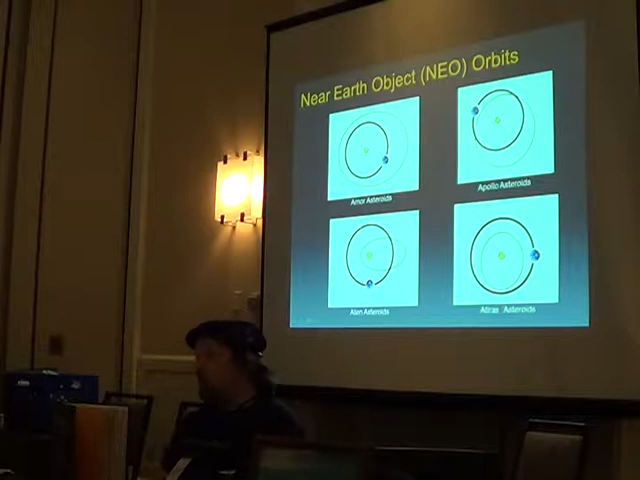 Near Earth Object (NEO) Orbits
Amor Asteroids
Apollo Asteroids
Aten Asteroids
Atiras Asteroids